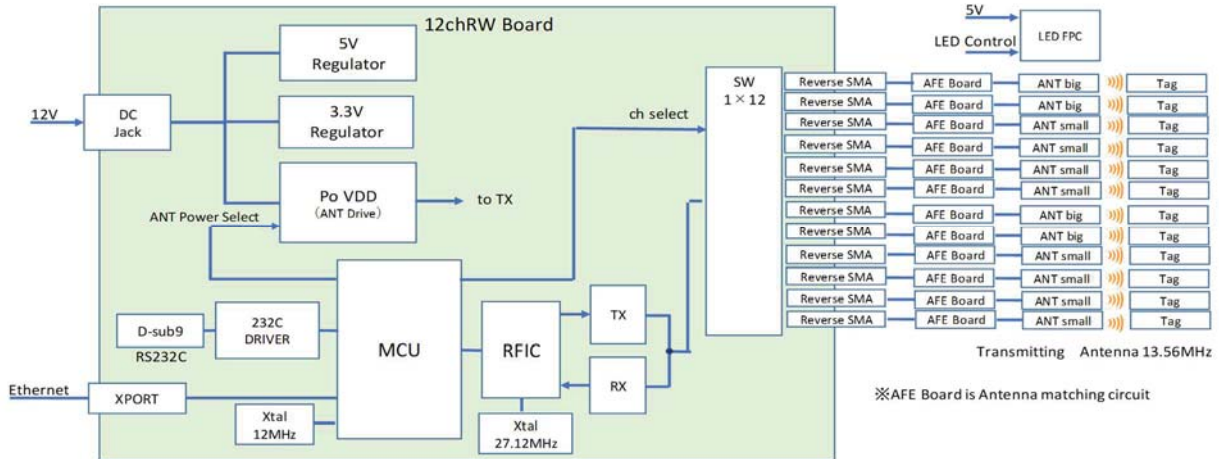 12chRW Board
5V
Regulator
3.3V
Regulator
12V
DC
Jack
Po VDD
(ANT Drive)
to TX
ANT Power Select
ch select
SW
1×12
D-sub9
RS232C
232C
DRIVER
MCU
RFIC
TX
RX
Ethernet
XPORT
Xtal
12MHz
Xtal
27.12MHz
5V
LED Control
LED FPC
Reverse SMA AFE Board ANT big Tag
Reverse SMA AFE Board ANT big Tag
Reverse SMA AFE Board ANT small Tag
Reverse SMA AFE Board ANT small Tag
Reverse SMA AFE Board ANT small Tag
Reverse SMA AFE Board ANT small Tag
Reverse SMA AFE Board ANT big Tag
Reverse SMA AFE Board ANT big Tag
Reverse SMA AFE Board ANT small Tag
Reverse SMA AFE Board ANT small Tag
Reverse SMA AFE Board ANT small Tag
Reverse SMA AFE Board ANT small Tag
Transmitting Antenna 13.56MHz
※AFE Board is Antenna matching circuit